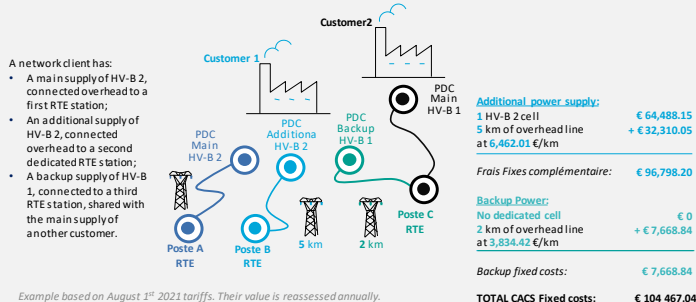 Customer2
Customer 1
A network client has:
• A main supply of HV-B 2,
connected overhead to a
first RTE station;
• An additional supply of
HV-B 2, connected
overhead to a second
dedicated RTE station;
• A backup supply of HV-B
1, connected to a third
RTE station, shared with
the main supply of
another customer.
PDC
Main
HV-B 2
PDC
Additiona
HV-B 2
PDC
Backup
HV-B 1
PDC
Main
HV-B 1
Poste A
RTE
Poste B
RTE
5 km
2 km
Poste C
RTE
Additional power supply:
1 HV-B 2 cell € 64,488.15
5 km of overhead line + € 32,310.05
at 6,462.01 €/km
Frais Fixes complémentaire: € 96,798.20
Backup Power:
No dedicated cell € 0
2 km of overhead line + € 7,668.84
at 3,834.42 €/km
Backup fixed costs: € 7,668.84
TOTAL CACS Fixed costs: € 104 467.04
Example based on August 1st 2021 tariffs. Their value is reassessed annually.